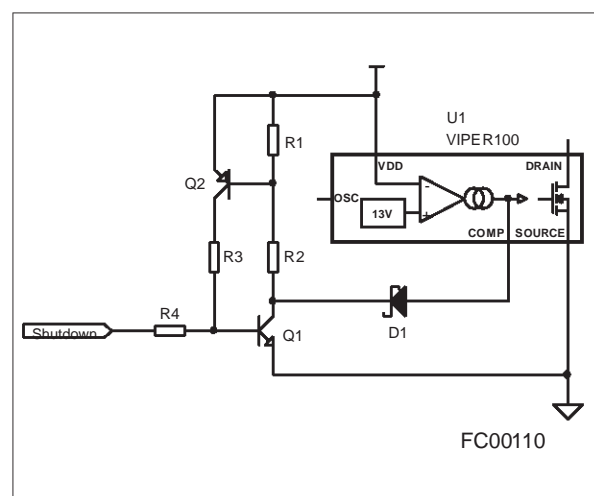 U1
VIPER100
R1
VDD
DRAIN
Q2
-
OSC
13V
+
COMP
SOURCE
R3
R2
R4
Shutdown
Q1
D1
FC00110